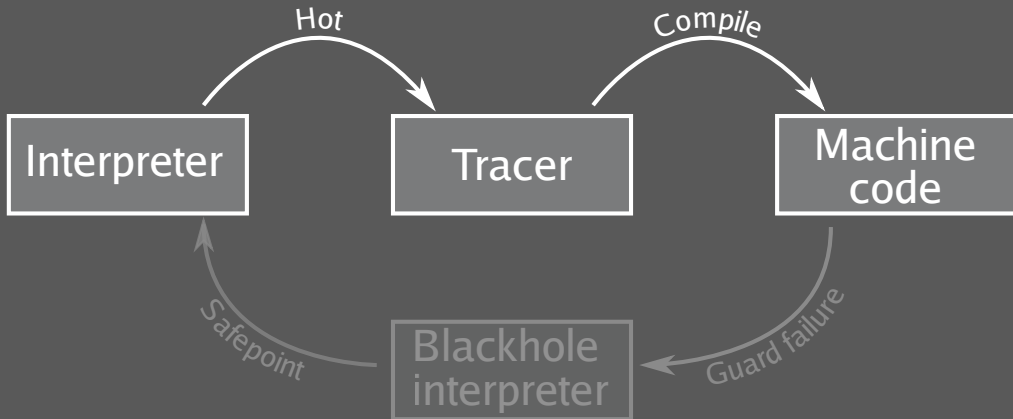 Hot
Compile
Interpreter
Tracer
Machine
code
Safepoint
Blackhole
interpreter
Guard failure